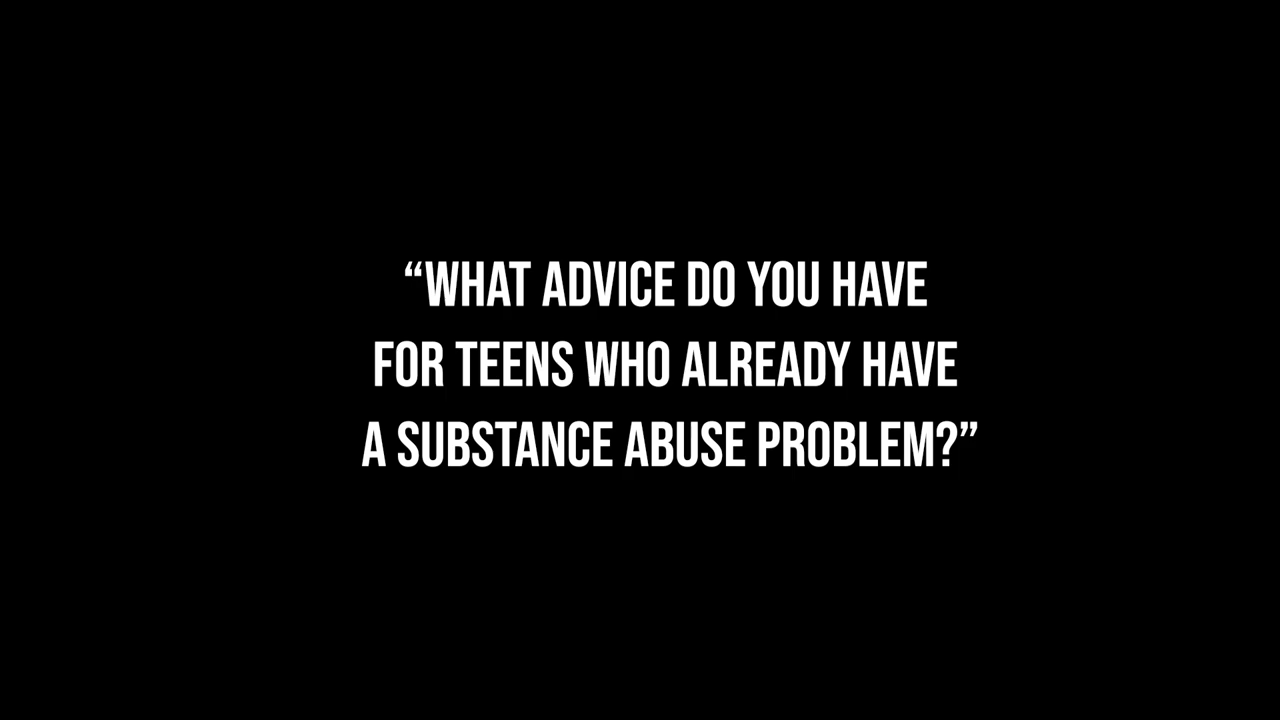 “WHAT ADVICE DO YOU HAVE
FOR TEENS WHO ALREADY HAVE
A SUBSTANCE ABUSE PROBLEM?”